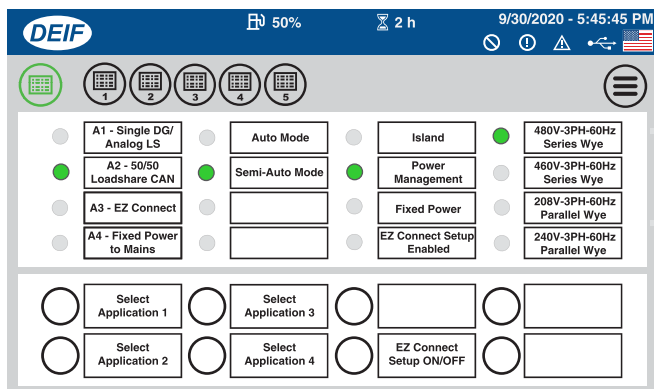 DEIF
50%
2 h
9/30/2020 - 5:45:45 PM
1
2
3
4
5
A1 - Single DG/
Analog LS
Auto Mode
Island
480V-3PH-60Hz
Series Wye
A2 - 50/50
Loadshare CAN
Semi-Auto Mode
Power
Management
460V-3PH-60Hz
Series Wye
A3 - EZ Connect
Fixed Power
208V-3PH-60Hz
Parallel Wye
A4 - Fixed Power
to Mains
EZ Connect Setup
Enabled
240V-3PH-60Hz
Parallel Wye
Select
Application 1
Select
Application 3
Select
Application 2
Select
Application 4
EZ Connect
Setup ON/OFF